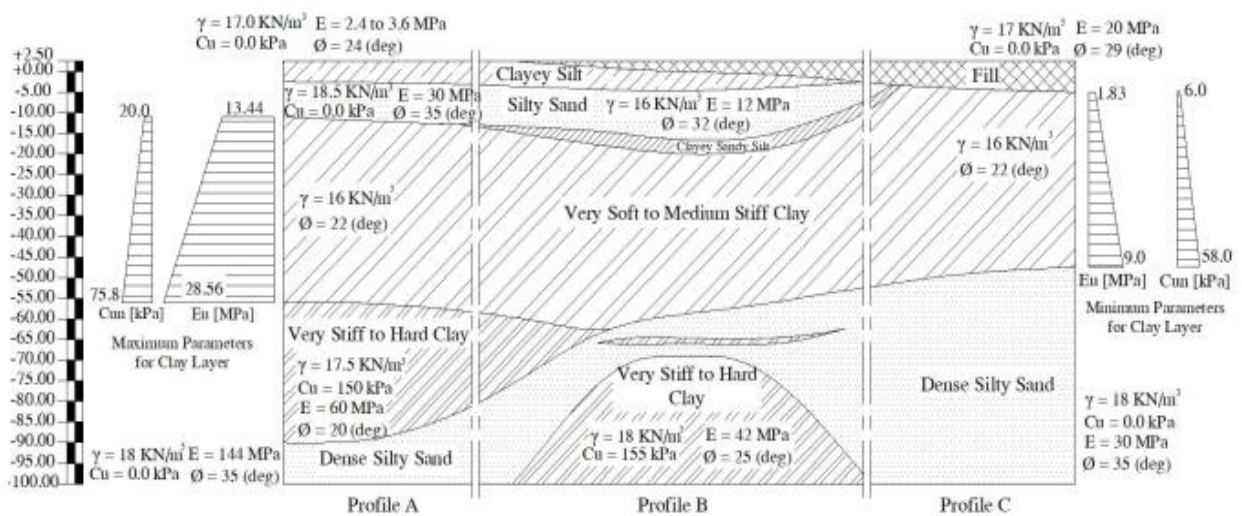 γ = 17.0 KN/m³ E = 2.4 to 3.6 MPa
Cu = 0.0 kPa Ø = 24 (deg)
γ = 17 KN/m³ E = 20 MPa
Cu = 0.0 kPa Ø = 29 (deg)
+2.50
+0.00
-5.00
-10.00
-15.00
-20.00
-25.00
-30.00
-35.00
-40.00
-45.00
-50.00
-55.00
-60.00
-65.00
-70.00
-75.00
-80.00
-85.00
-90.00
-95.00
-100.00
20.0
13.44
75.8
28.56
Cun [kPa] Eu [MPa]
Maximum Parameters
for Clay Layer
Clayey Silt
Fill
γ = 18.5 KN/m³ E = 30 MPa
Cu = 0.0 kPa Ø = 35 (deg)
Silty Sand
γ = 16 KN/m³ E = 12 MPa
Ø = 32 (deg)
Clayey Sandy Silt
γ = 16 KN/m³
Ø = 22 (deg)
Very Soft to Medium Stiff Clay
γ = 16 KN/m³
Ø = 22 (deg)
1.83
6.0
9.0
58.0
Eu [MPa] Cun [kPa]
Minimum Parameters
for Clay Layer
Very Stiff to Hard Clay
γ = 17.5 KN/m³
Cu = 150 kPa
E = 60 MPa
Ø = 20 (deg)
Very Stiff to Hard
Clay
γ = 18 KN/m³ E = 42 MPa
Cu = 155 kPa Ø = 25 (deg)
Dense Silty Sand
γ = 18 KN/m³
Cu = 0.0 kPa
E = 30 MPa
Ø = 35 (deg)
γ = 18 KN/m³ E = 144 MPa
Cu = 0.0 kPa Ø = 35 (deg)
Dense Silty Sand
Profile A
Profile B
Profile C